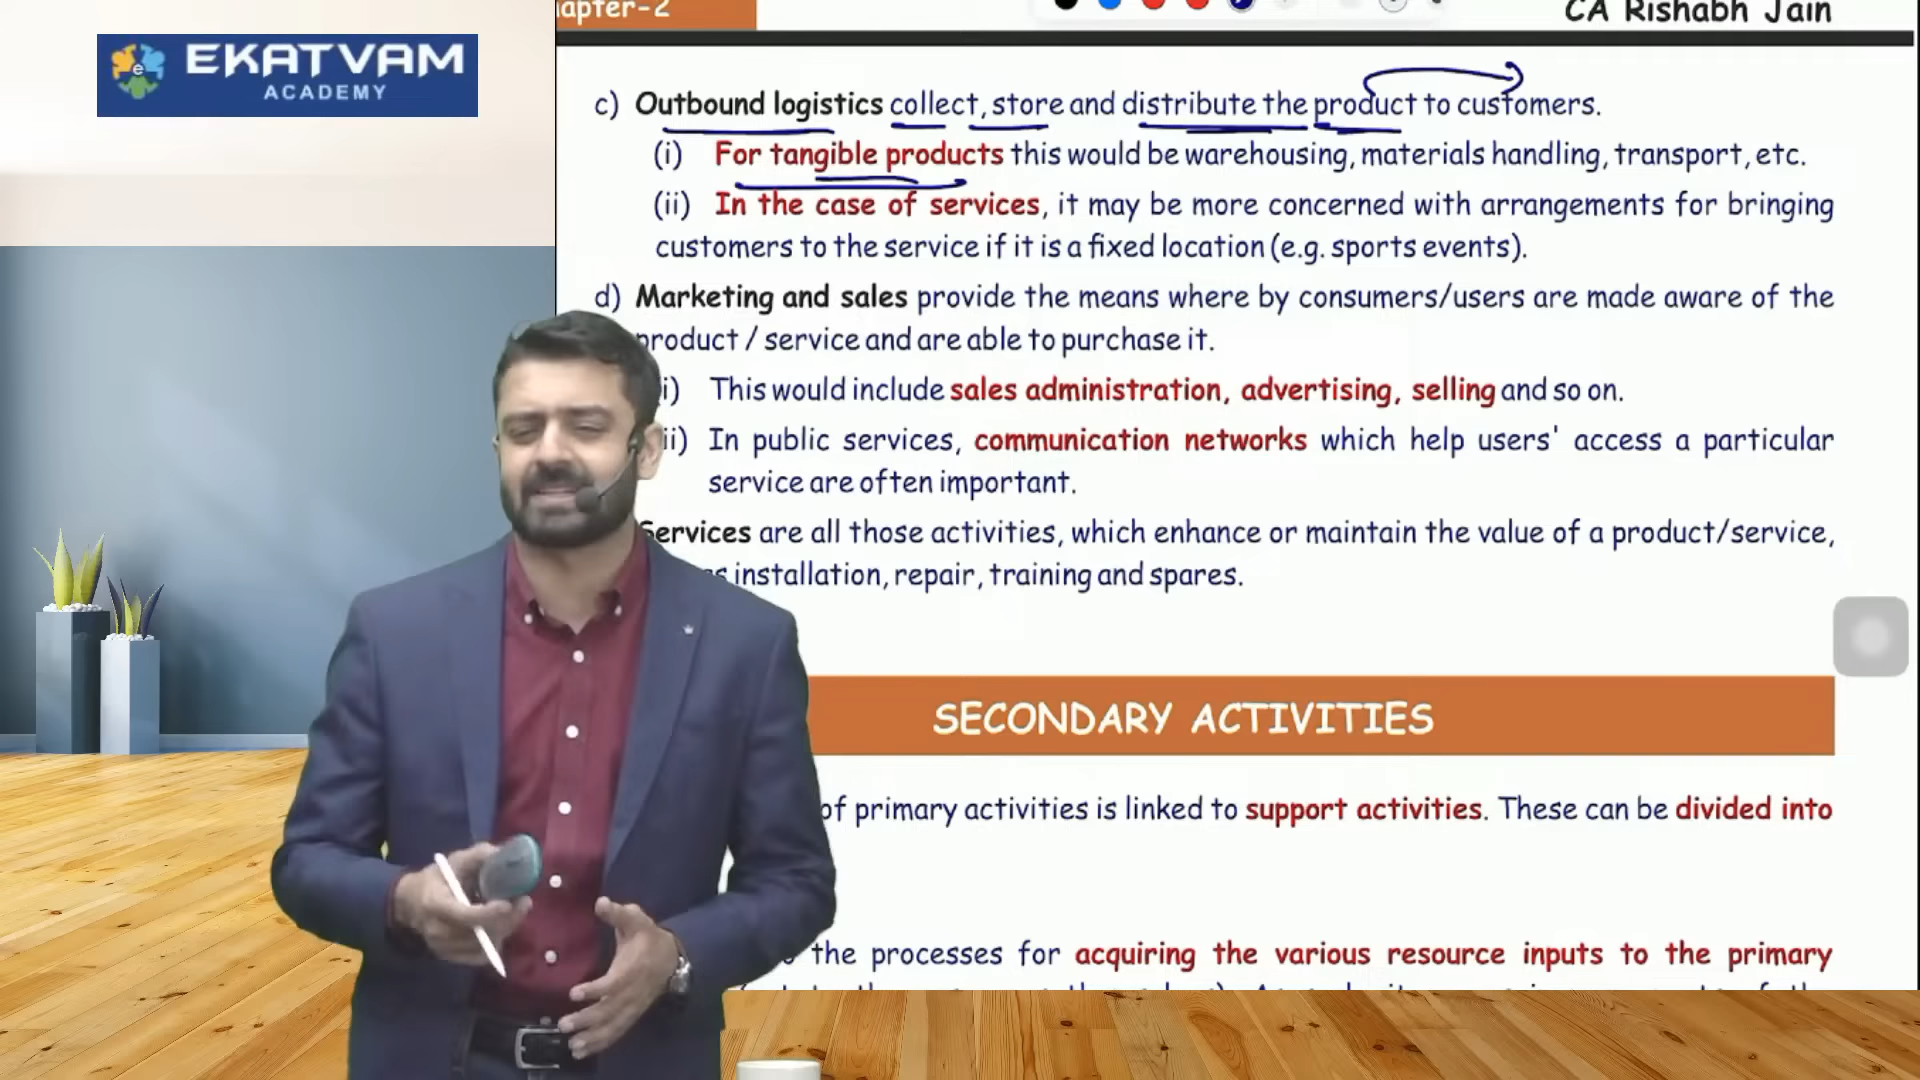 CA Rishabh Jain
EKATVAM
ACADEMY
c) Outbound logistics collect, store and distribute the product to customers.
(i) For tangible products this would be warehousing, materials handling, transport, etc.
(ii) In the case of services, it may be more concerned with arrangements for bringing
customers to the service if it is a fixed location (e.g. sports events).
d) Marketing and sales provide the means where by consumers/users are made aware of the
product / service and are able to purchase it.
i) This would include sales administration, advertising, selling and so on.
ii) In public services, communication networks which help users' access a particular
service are often important.
Services are all those activities, which enhance or maintain the value of a product/service,
installation, repair, training and spares.
SECONDARY ACTIVITIES
of primary activities is linked to support activities. These can be divided into
the processes for acquiring the various resource inputs to the primary